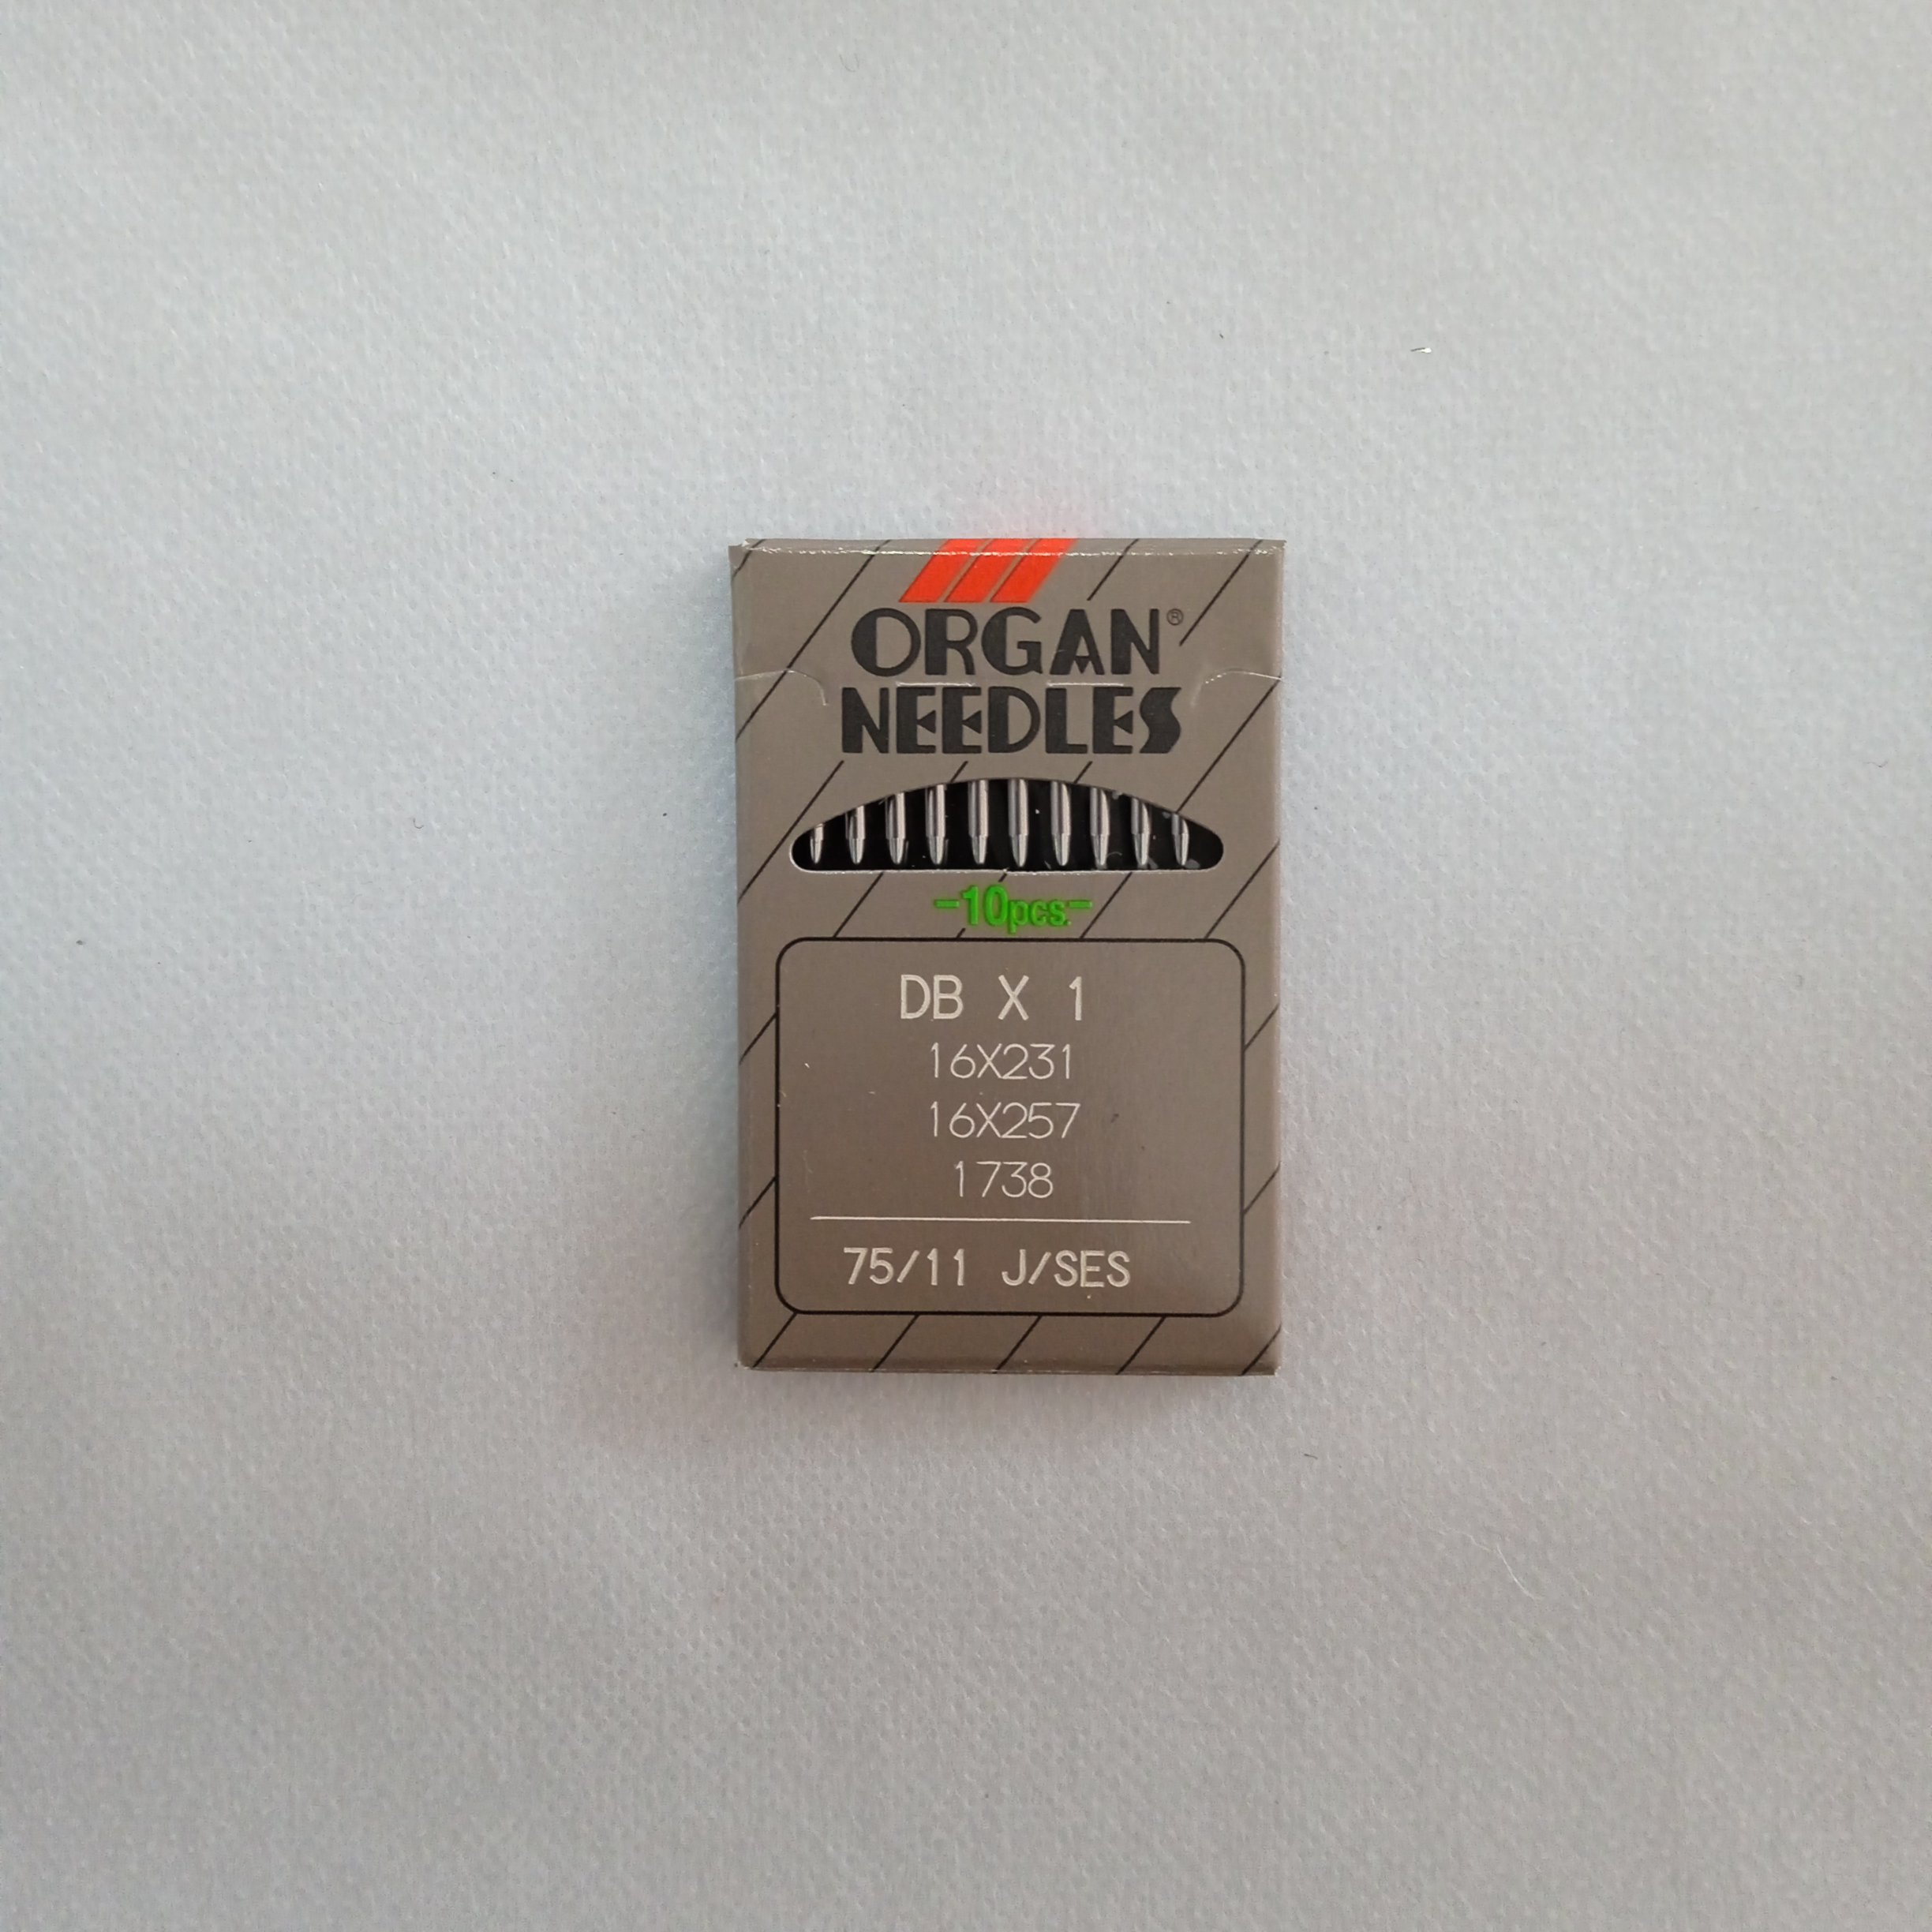 ORGAN®
NEEDLES
-10pcs-
DB X 1
16X231
16X257
1738
75/11 J/SES